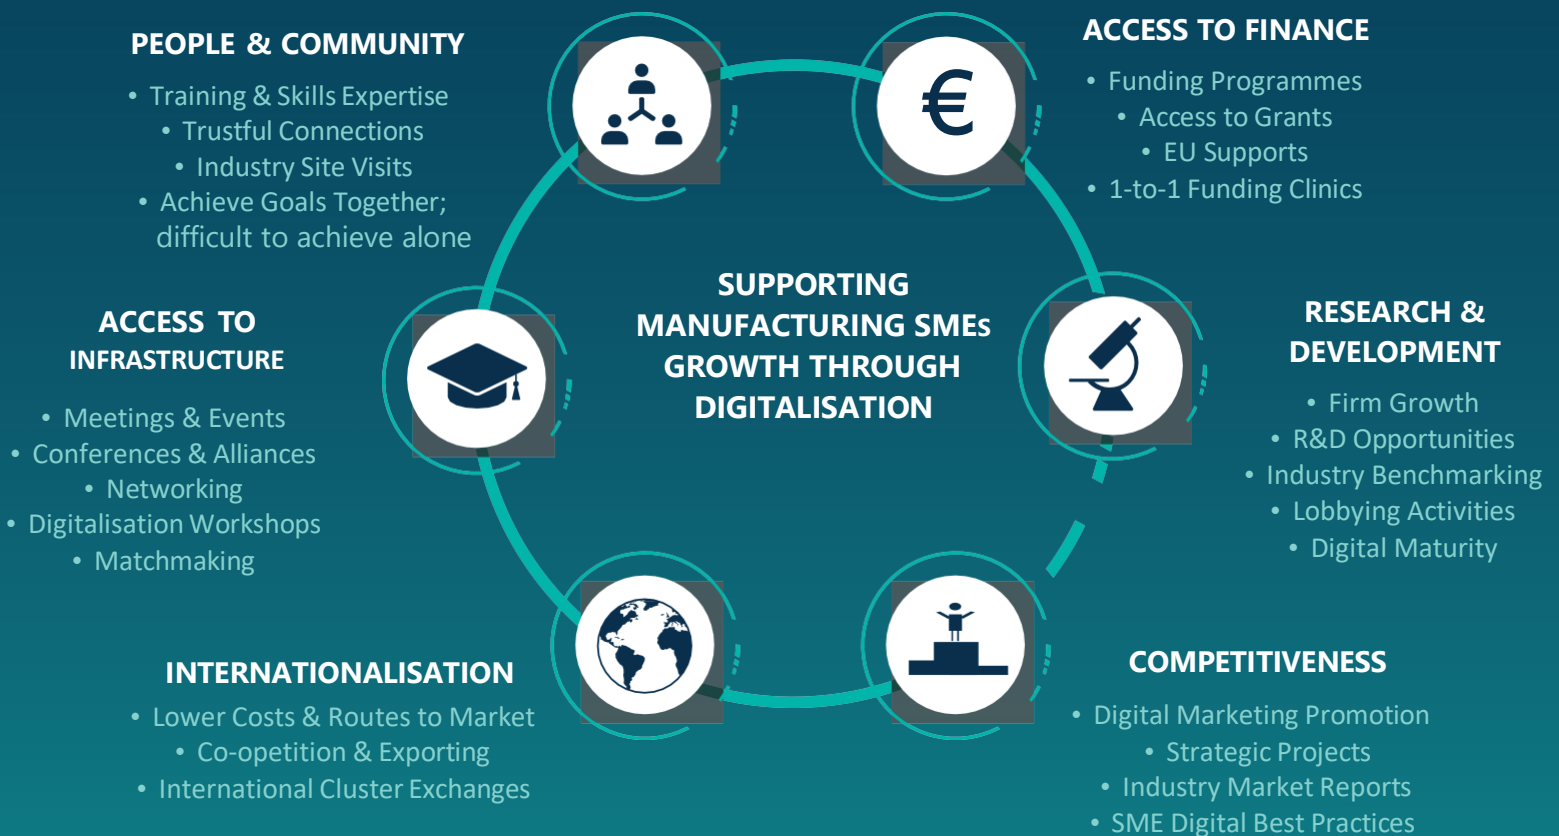 PEOPLE & COMMUNITY
• Training & Skills Expertise
• Trustful Connections
• Industry Site Visits
• Achieve Goals Together;
difficult to achieve alone
ACCESS TO FINANCE
• Funding Programmes
• Access to Grants
• EU Supports
• 1-to-1 Funding Clinics
€
SUPPORTING
MANUFACTURING SMEs
GROWTH THROUGH
DIGITALISATION
ACCESS TO
INFRASTRUCTURE
• Meetings & Events
• Conferences & Alliances
• Networking
• Digitalisation Workshops
• Matchmaking
RESEARCH &
DEVELOPMENT
• Firm Growth
• R&D Opportunities
• Industry Benchmarking
• Lobbying Activities
• Digital Maturity
INTERNATIONALISATION
• Lower Costs & Routes to Market
• Co-opetition & Exporting
• International Cluster Exchanges
COMPETITIVENESS
• Digital Marketing Promotion
• Strategic Projects
• Industry Market Reports
• SME Digital Best Practices